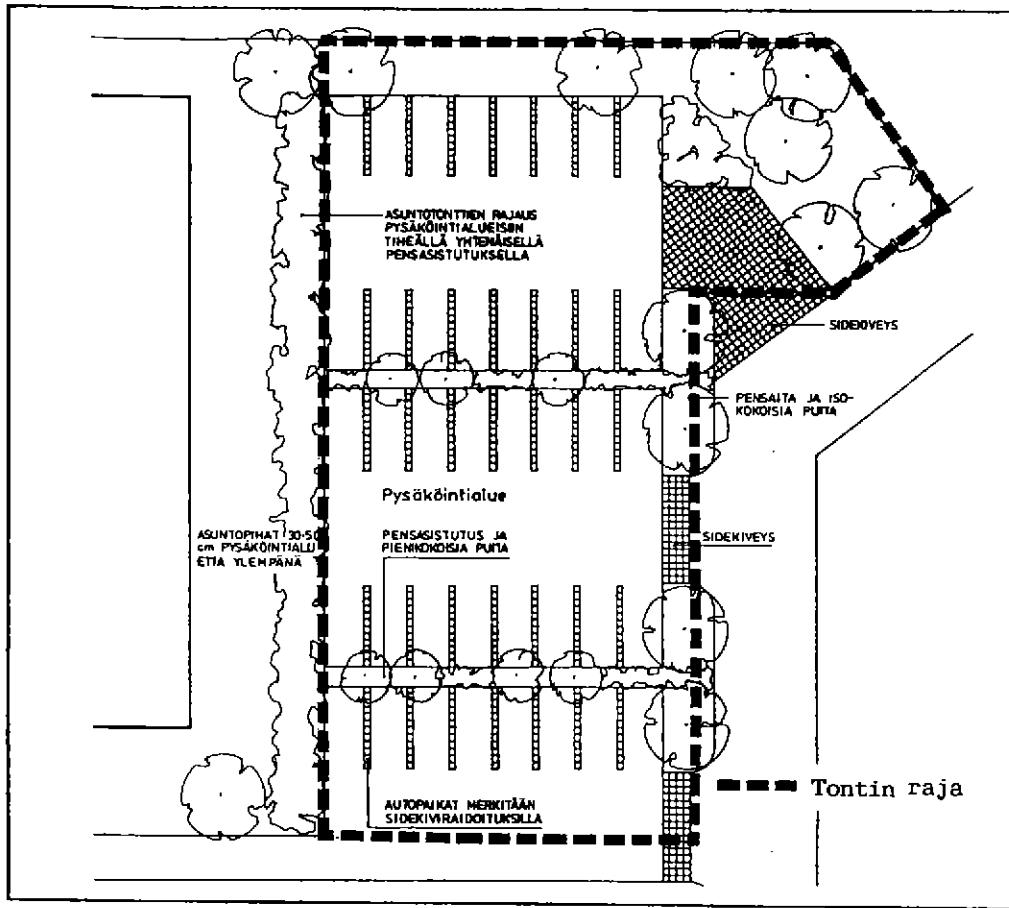 ASUNTOTONTTIEN RAJAUS
PYSÄKÖINTIALUEISIIN
TIHEÄLLÄ YHTENÄISELLÄ
PENSASISTUTUKSELLA
SIDEKIVEYS
PENSAITA JA ISO-
KOKOISIA PUITA
Pysäköintialue
ASUNTOPIHAT 30-50
cm PYSÄKÖINTIALU
ETTA YLEMPÄNÄ
PENSASISTUTUS JA
PIENIKOKOISIA PUITA
SIDEKIVEYS
AUTOPAIKAT MERKITÄÄN
SIDEKIVIRAIDOITUKSILLA
Tontin raja